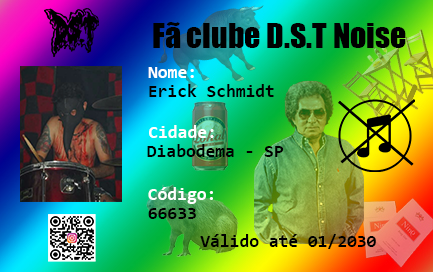 D.S.T
Fã clube D.S.T Noise
Nome:
Erick Schmidt
Cidade:
Diabodema - SP
Código:
66633
Válido até 01/2030